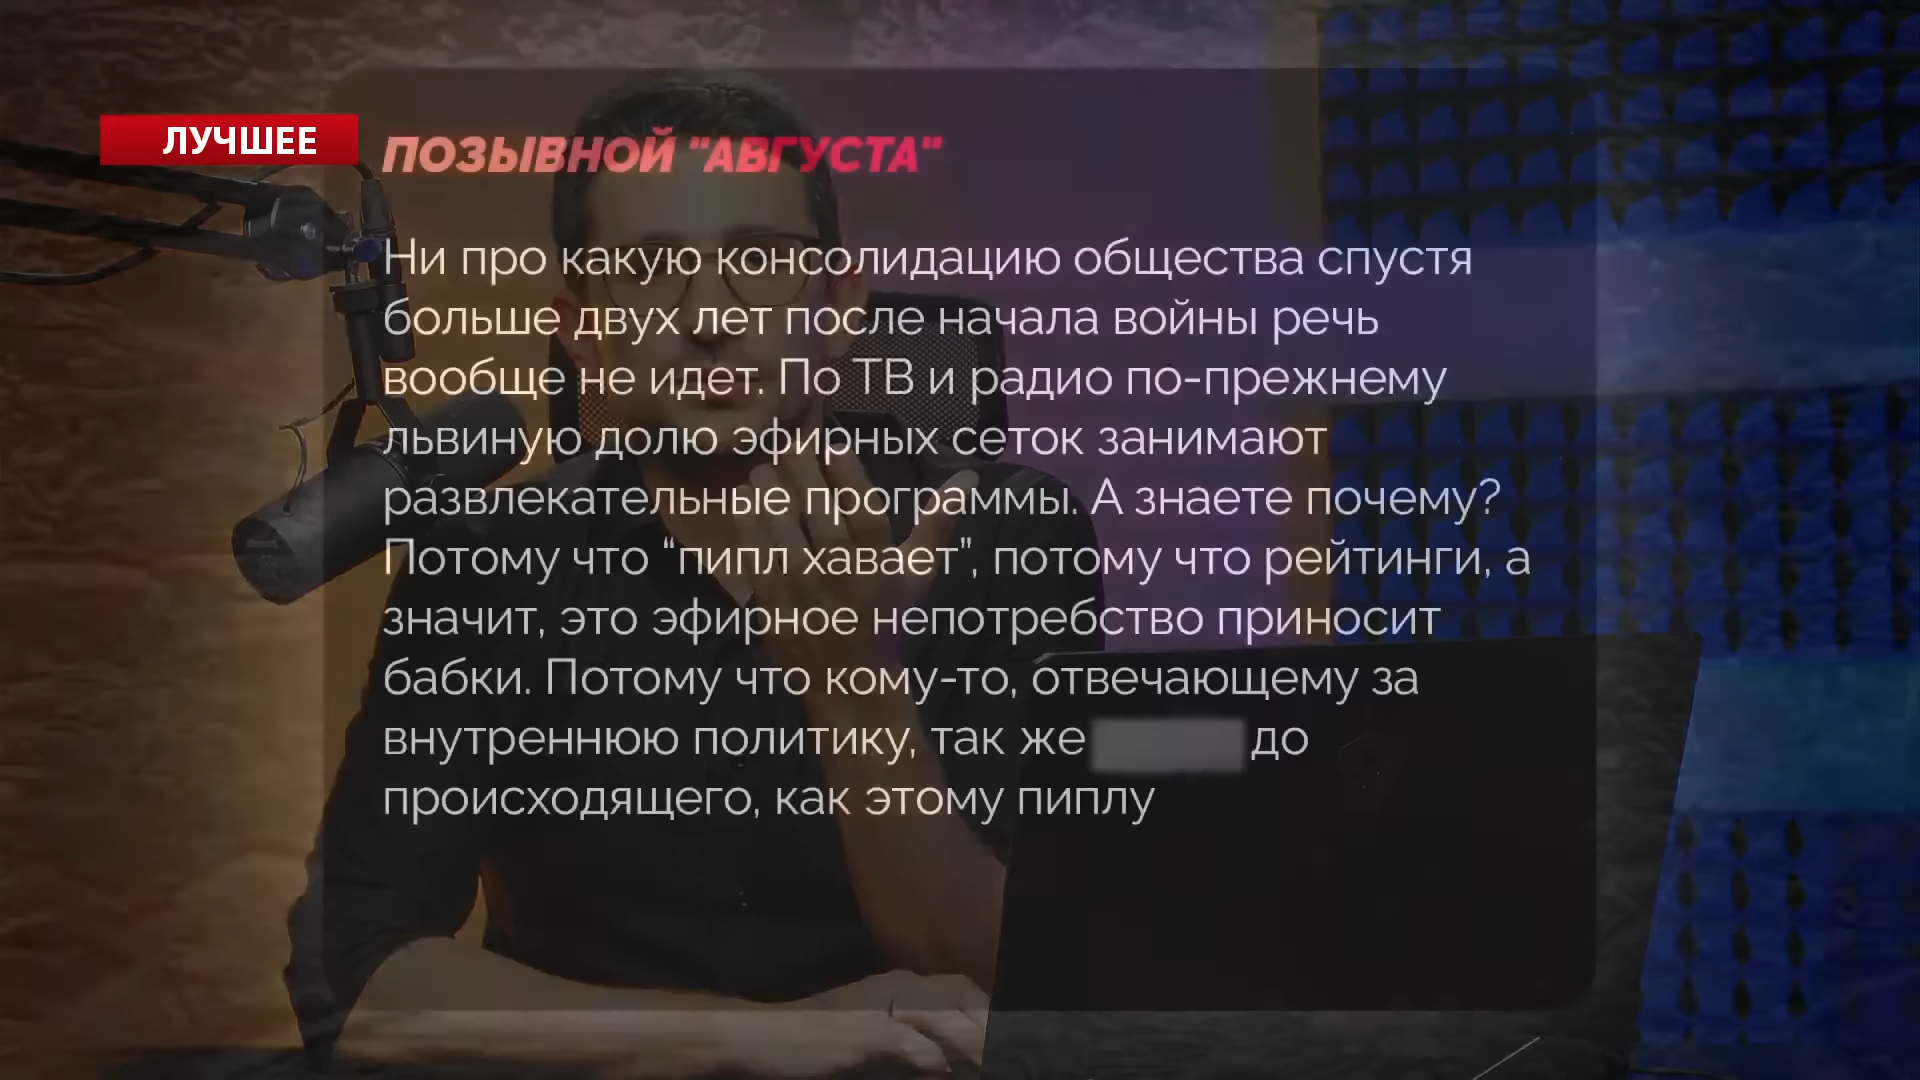 ЛУЧШЕЕ
ПОЗЫВНОЙ "АВГУСТА"
Ни про какую консолидацию общества спустя
больше двух лет после начала войны речь
вообще не идет. По ТВ и радио по-прежнему
львиную долю эфирных сеток занимают
развлекательные программы. А знаете почему?
Потому что “пипл хавает”, потому что рейтинги, а
значит, это эфирное непотребство приносит
бабки. Потому что кому-то, отвечающему за
внутреннюю политику, так же до
происходящего, как этому пиплу